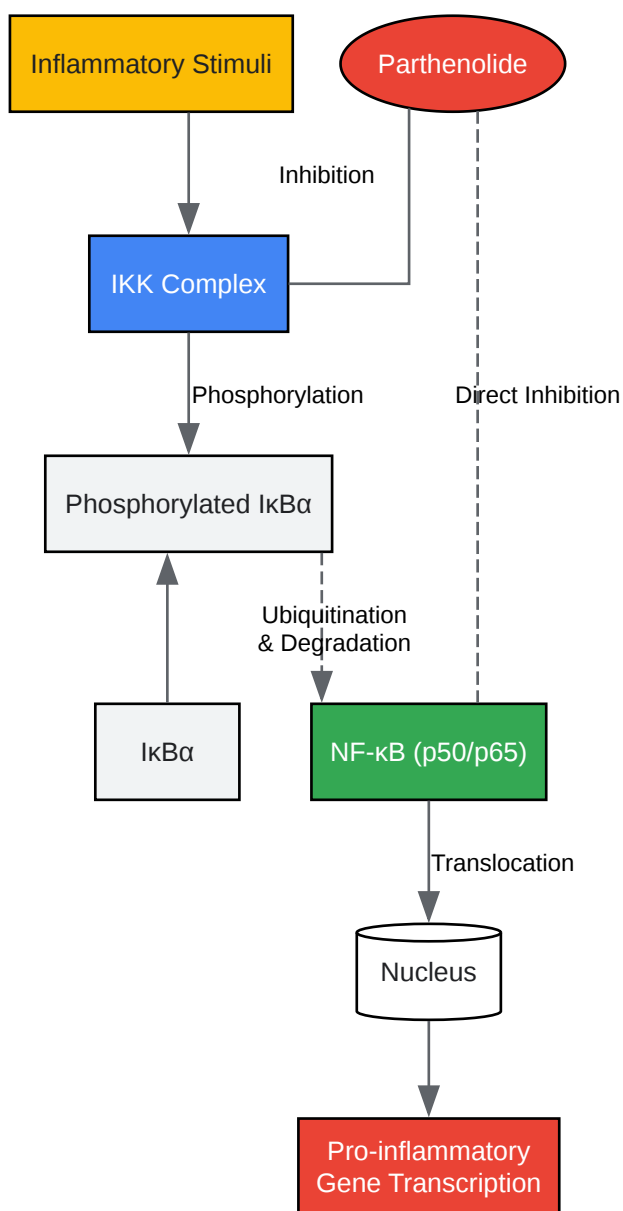 Inflammatory Stimuli
Parthenolide
Inhibition
IKK Complex
Phosphorylation
Direct Inhibition
Phosphorylated IκBα
Ubiquitination
& Degradation
IκBα
NF-κB (p50/p65)
Translocation
Nucleus
Pro-inflammatory
Gene Transcription